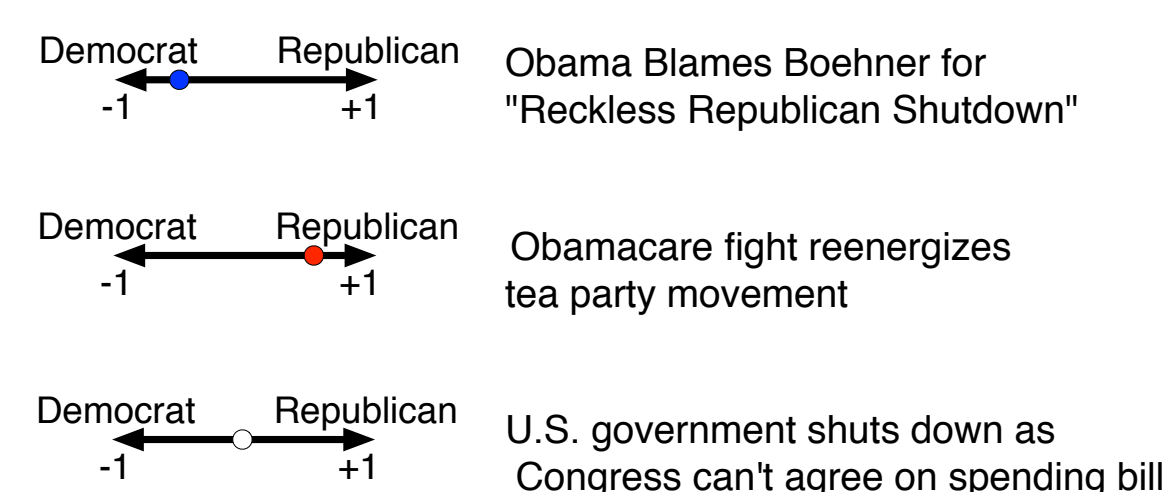 Democrat Republican
-1 +1
Obama Blames Boehner for
"Reckless Republican Shutdown"
Democrat Republican
-1 +1
Obamacare fight reenergizes
tea party movement
Democrat Republican
-1 +1
U.S. government shuts down as
Congress can't agree on spending bill